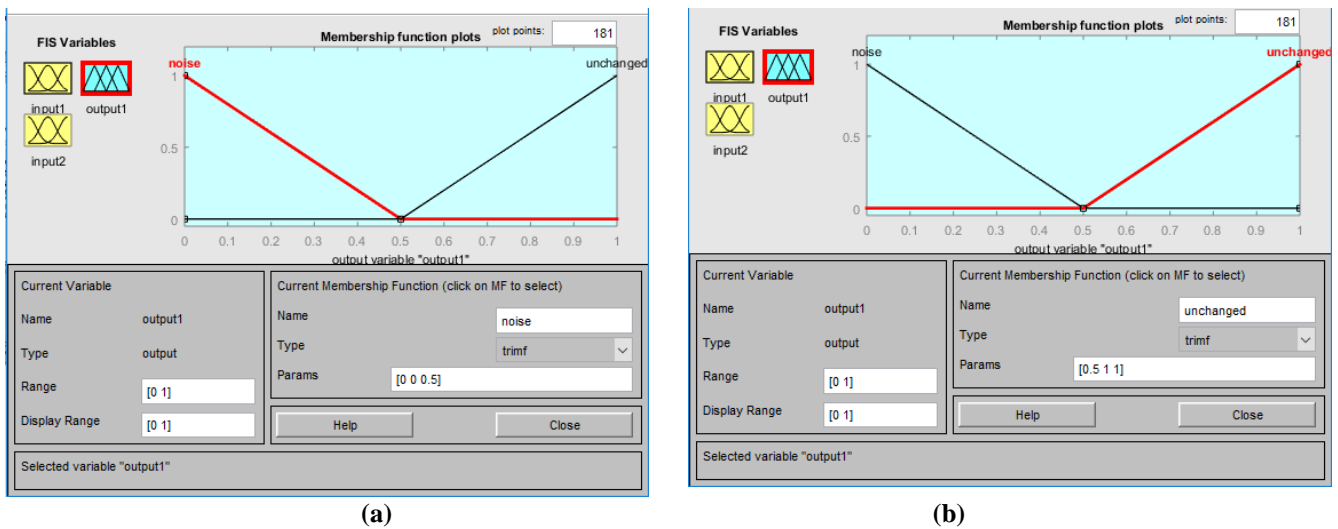 FIS Variables
Membership function plots
plot points:
181
noise
unchanged
1
0.5
0
input1
output1
input2
0 0.1 0.2 0.3 0.4 0.5 0.6 0.7 0.8 0.9 1
output variable "output1"
Current Variable
Name output1
Type output
Range [0 1]
Display Range [0 1]
Current Membership Function (click on MF to select)
Name noise
Type trimf
Params [0 0 0.5]
Help Close
Selected variable "output1"
(a)
FIS Variables
Membership function plots
plot points:
181
noise
unchanged
1
0.5
0
input1
output1
input2
0 0.1 0.2 0.3 0.4 0.5 0.6 0.7 0.8 0.9 1
output variable "output1"
Current Variable
Name output1
Type output
Range [0 1]
Display Range [0 1]
Current Membership Function (click on MF to select)
Name unchanged
Type trimf
Params [0.5 1 1]
Help Close
Selected variable "output1"
(b)